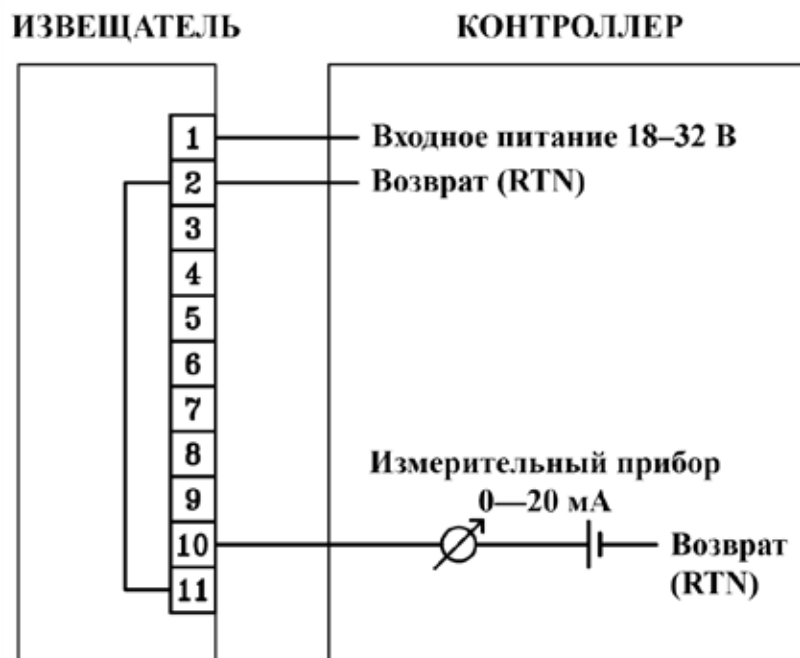 ИЗВЕЩАТЕЛЬ КОНТРОЛЛЕР
1 Входное питание 18–32 В
2 Возврат (RTN)
3
4
5
6
7
8
Измерительный прибор
9
0—20 мА
10
Возврат
(RTN)
11